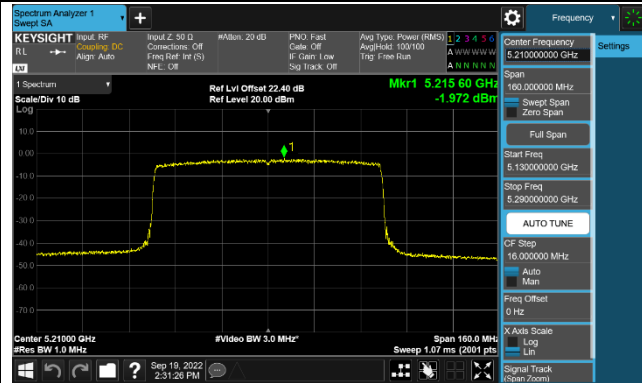 Spectrum Analyzer 1
Swept SA
+
Frequency
KEYSIGHT
RL
LXI
Input: RF
Coupling: DC
Align: Auto
Input Z: 50 Ω
Corrections: Off
Freq Ref: Int (S)
NFE: Off
#Atten: 20 dB
PNO: Fast
Gate: Off
IF Gain: Low
Sig Track: Off
Avg Type: Power (RMS)
Avg|Hold: 100/100
Trig: Free Run
1 2 3 4 5 6
A W W W W W
A N N N N N
1 Spectrum
Scale/Div 10 dB
Log
Ref Lvl Offset 22.40 dB
Ref Level 20.00 dBm
Mkr1 5.215 60 GHz
-1.972 dBm
10.0
0.00
-10.0
-20.0
-30.0
-40.0
-50.0
-60.0
-70.0
1
Center 5.21000 GHz
#Res BW 1.0 MHz
#Video BW 3.0 MHz*
Span 160.0 MHz
Sweep 1.07 ms (2001 pts)
Sep 19, 2022
2:31:26 PM
?
Center Frequency
5.210000000 GHz
Span
160.000000 MHz
Swept Span
Zero Span
Full Span
Start Freq
5.130000000 GHz
Stop Freq
5.290000000 GHz
AUTO TUNE
CF Step
16.000000 MHz
Auto
Man
Freq Offset
0 Hz
X Axis Scale
Log
Lin
Signal Track
(Span Zoom)
Settings